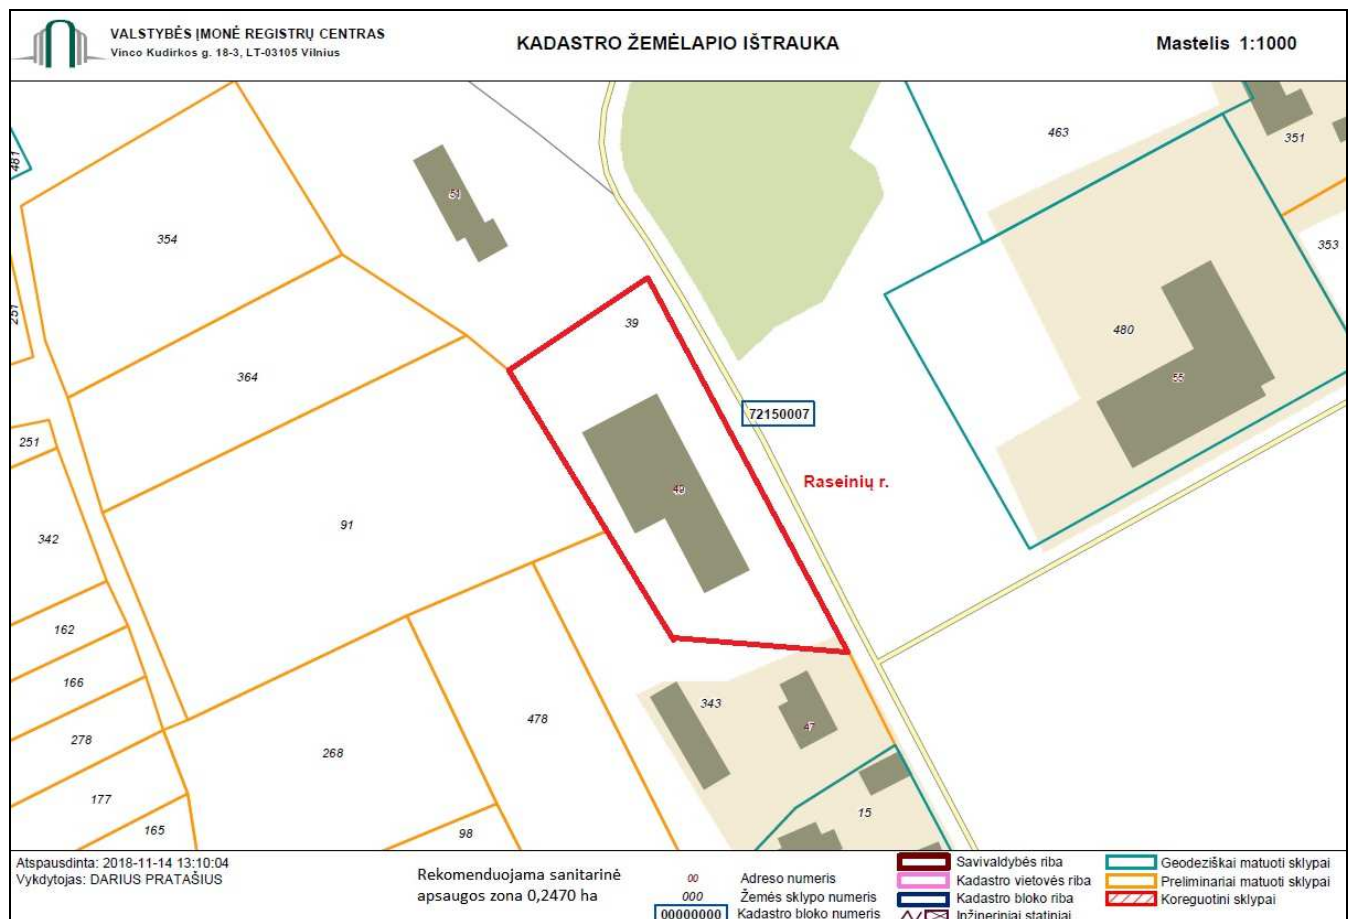 VALSTYBĖS ĮMONĖ REGISTRŲ CENTRAS
Vinco Kudirkos g. 18-3, LT-03105 Vilnius
KADASTRO ŽEMĖLAPIO IŠTRAUKA
Mastelis 1:1000
463
351
481
51
354
353
251
39
480
364
55
72150007
251
49
Raseinių r.
91
342
162
166
343
478
47
278
268
177
15
165
98
Atspausdinta: 2018-11-14 13:10:04
Vykdytojas: DARIUS PRATAŠIUS
Rekomenduojama sanitarinė
apsaugos zona 0,2470 ha
00 Adreso numeris
000 Žemės sklypo numeris
00000000 Kadastro bloko numeris
Savivaldybės riba
Kadastro vietovės riba
Kadastro bloko riba
Inžineriniai statiniai
Geodeziškai matuoti sklypai
Preliminariai matuoti sklypai
Koreguotini sklypai